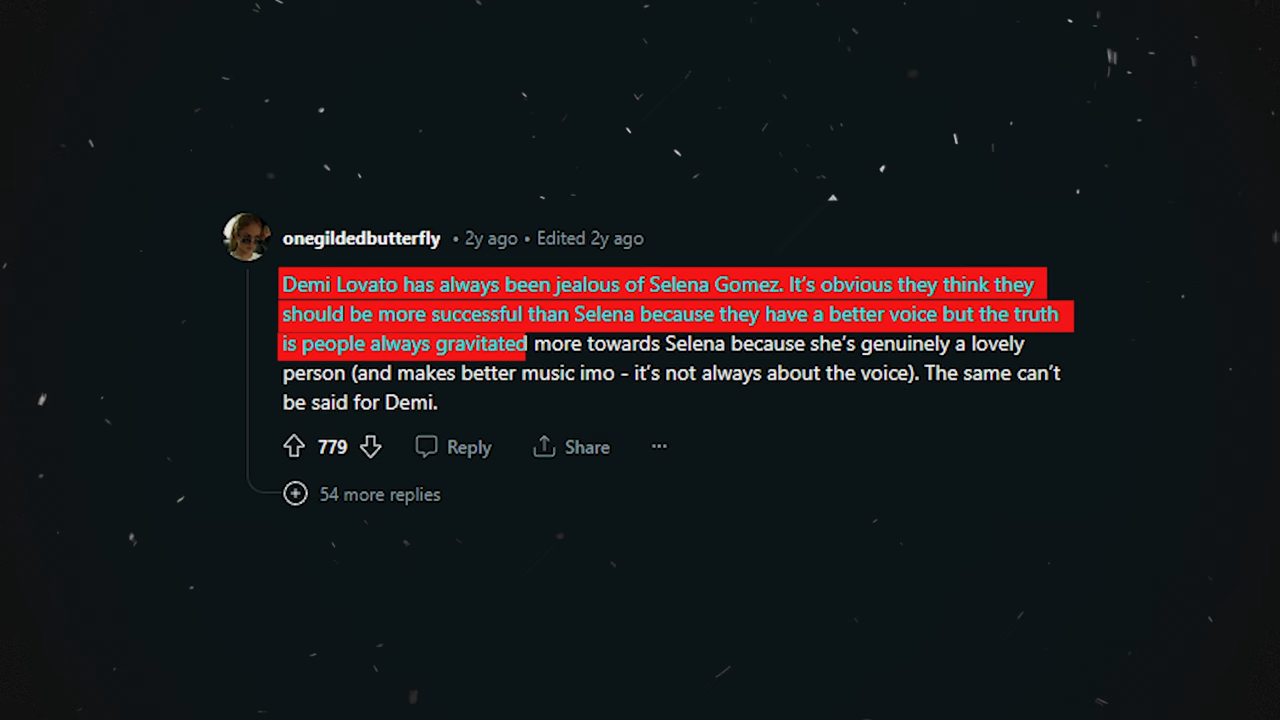 onegildedbutterfly • 2y ago • Edited 2y ago
Demi Lovato has always been jealous of Selena Gomez. It's obvious they think they
should be more successful than Selena because they have a better voice but the truth
is people always gravitated more towards Selena because she's genuinely a lovely
person (and makes better music imo - it's not always about the voice). The same can't
be said for Demi.
779 Reply Share ...
54 more replies